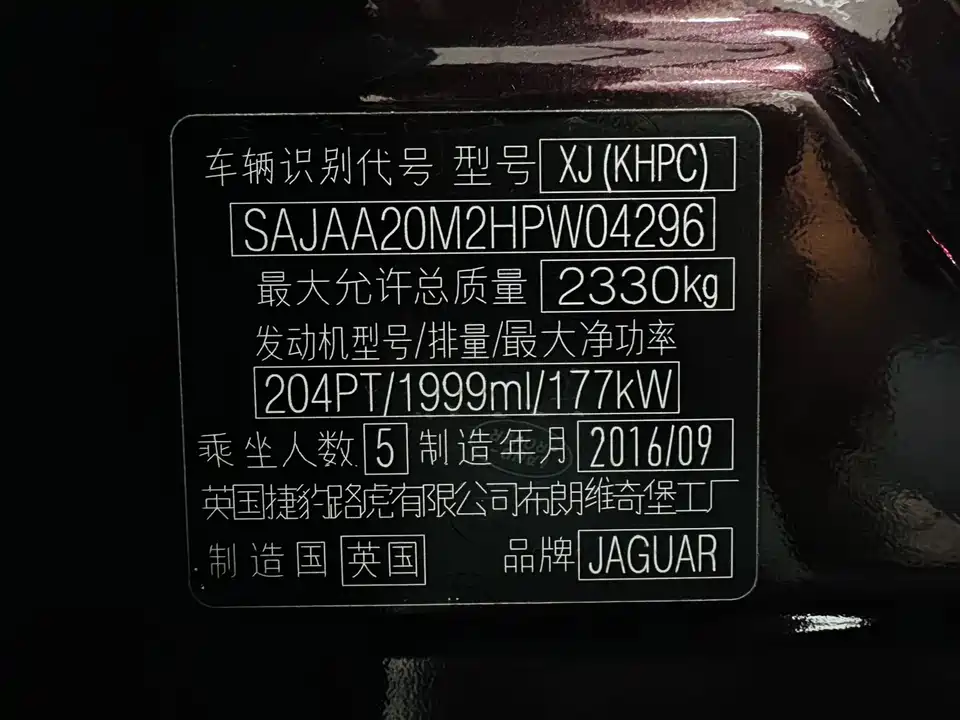 车辆识别代号 型号 XJ(KHPC)
SAJAA20M2HPW04296
最大允许总质量 2330kg
发动机型号/排量/最大净功率
204PT/1999ml/177kW
乘坐人数 5 制造年月 2016/09
英国捷豹路虎有限公司布朗维奇堡工厂
制造国 英国 品牌 JAGUAR